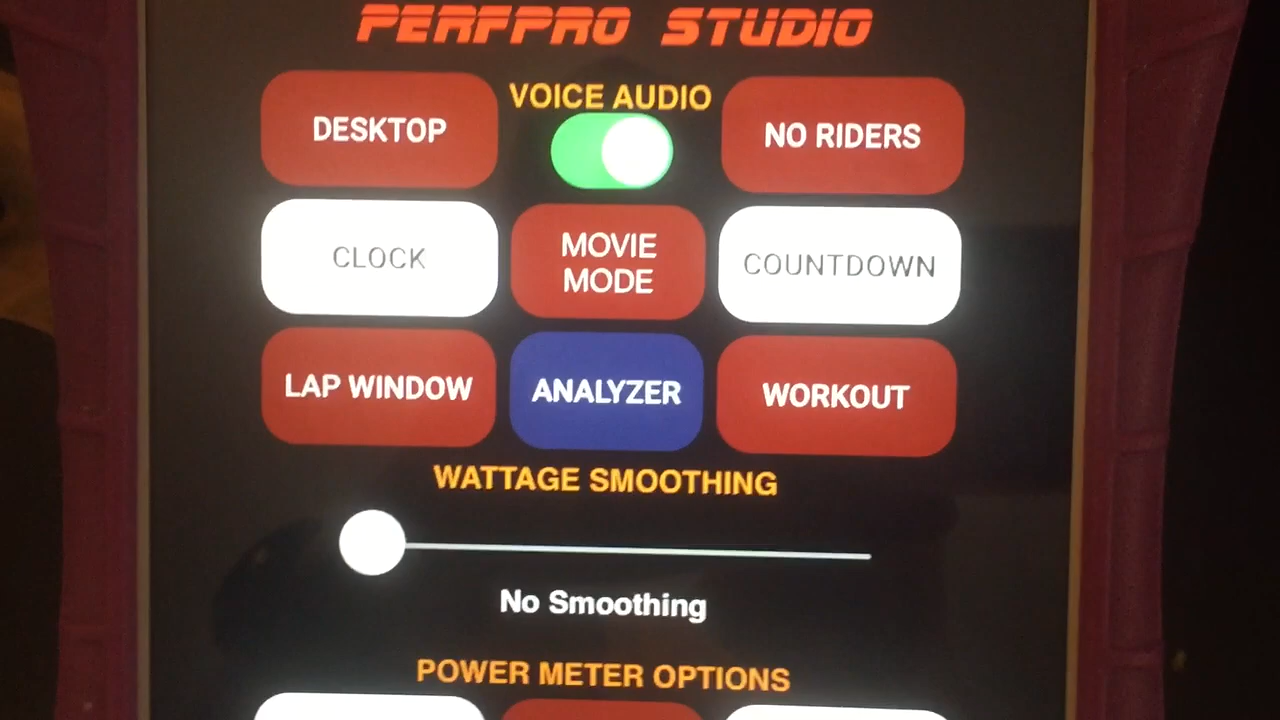 PERFPRO STUDIO
VOICE AUDIO
DESKTOP
NO RIDERS
CLOCK
MOVIE
MODE
COUNTDOWN
LAP WINDOW
ANALYZER
WORKOUT
WATTAGE SMOOTHING
No Smoothing
POWER METER OPTIONS